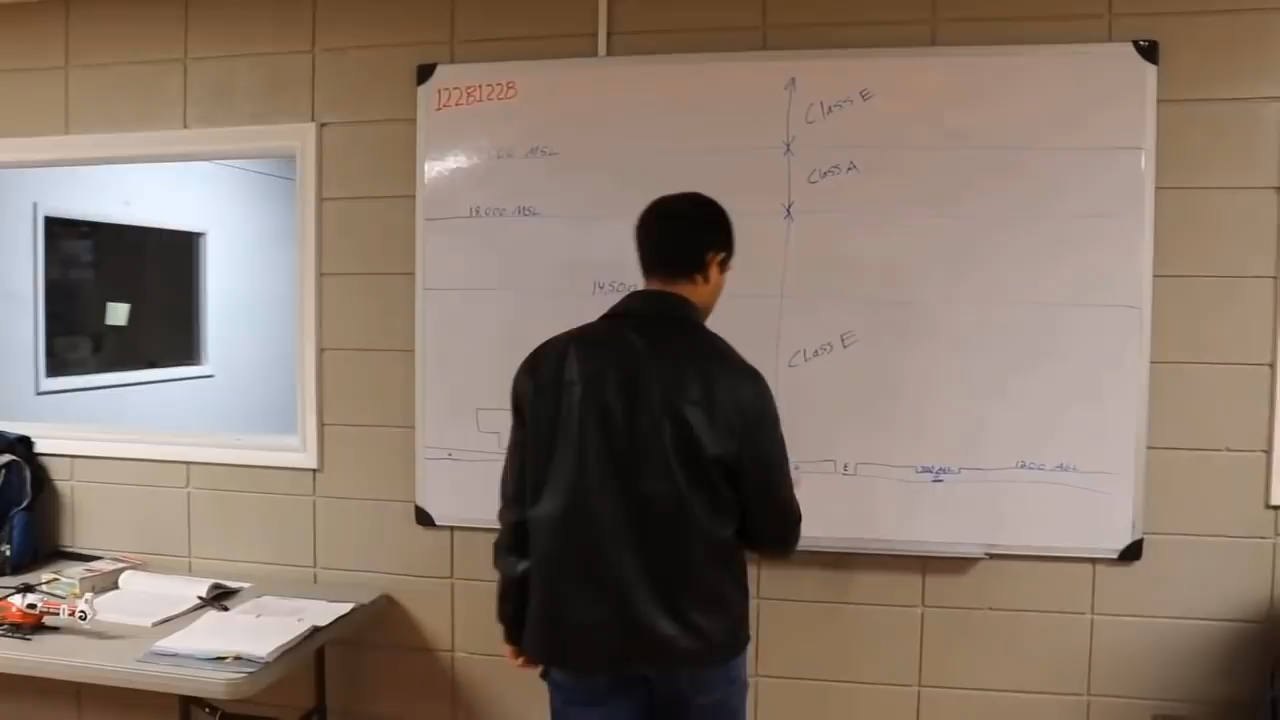 12281228
Class E
MSL
Class A
18,000 MSL
14,500
Class E
E
1200 AGL